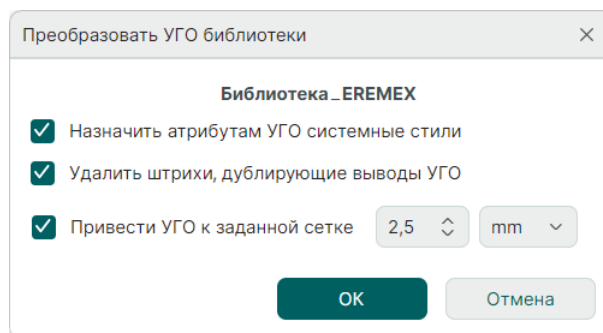 Преобразовать УГО библиотеки
Библиотека_EREMEX
Назначить атрибутам УГО системные стили
Удалить штрихи, дублирующие выводы УГО
Привести УГО к заданной сетке 2,5 mm
ОК Отмена